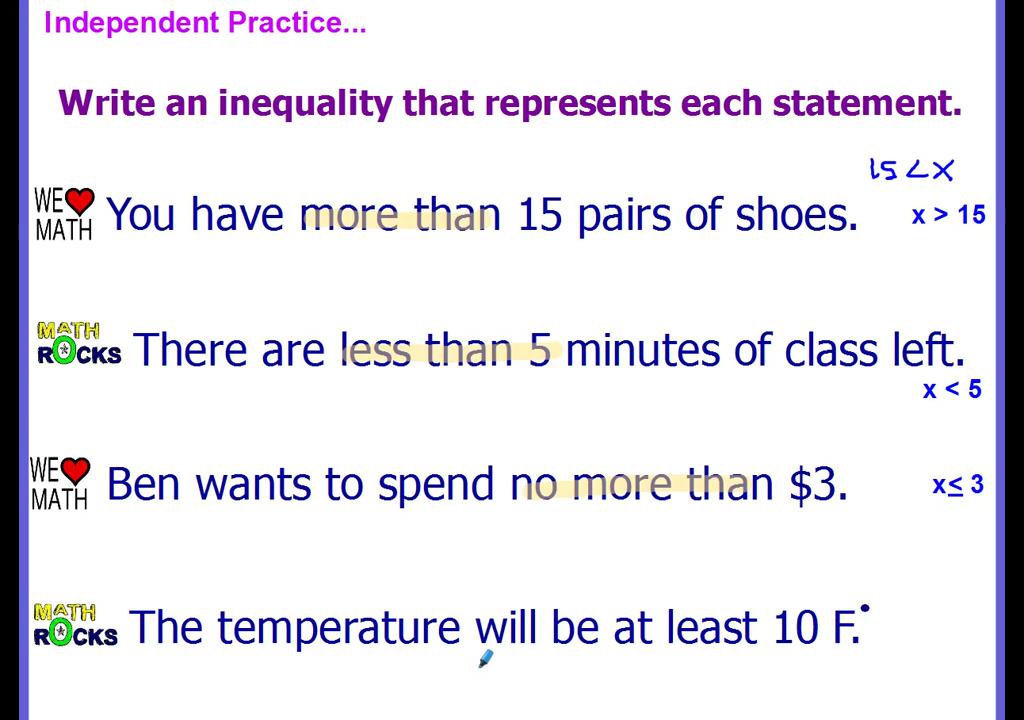 Independent Practice...
Write an inequality that represents each statement.
15 < x
WE MATH You have more than 15 pairs of shoes. x > 15
MATH ROCKS There are less than 5 minutes of class left.
x < 5
WE MATH Ben wants to spend no more than $3. x≤ 3
MATH ROCKS The temperature will be at least 10 F.